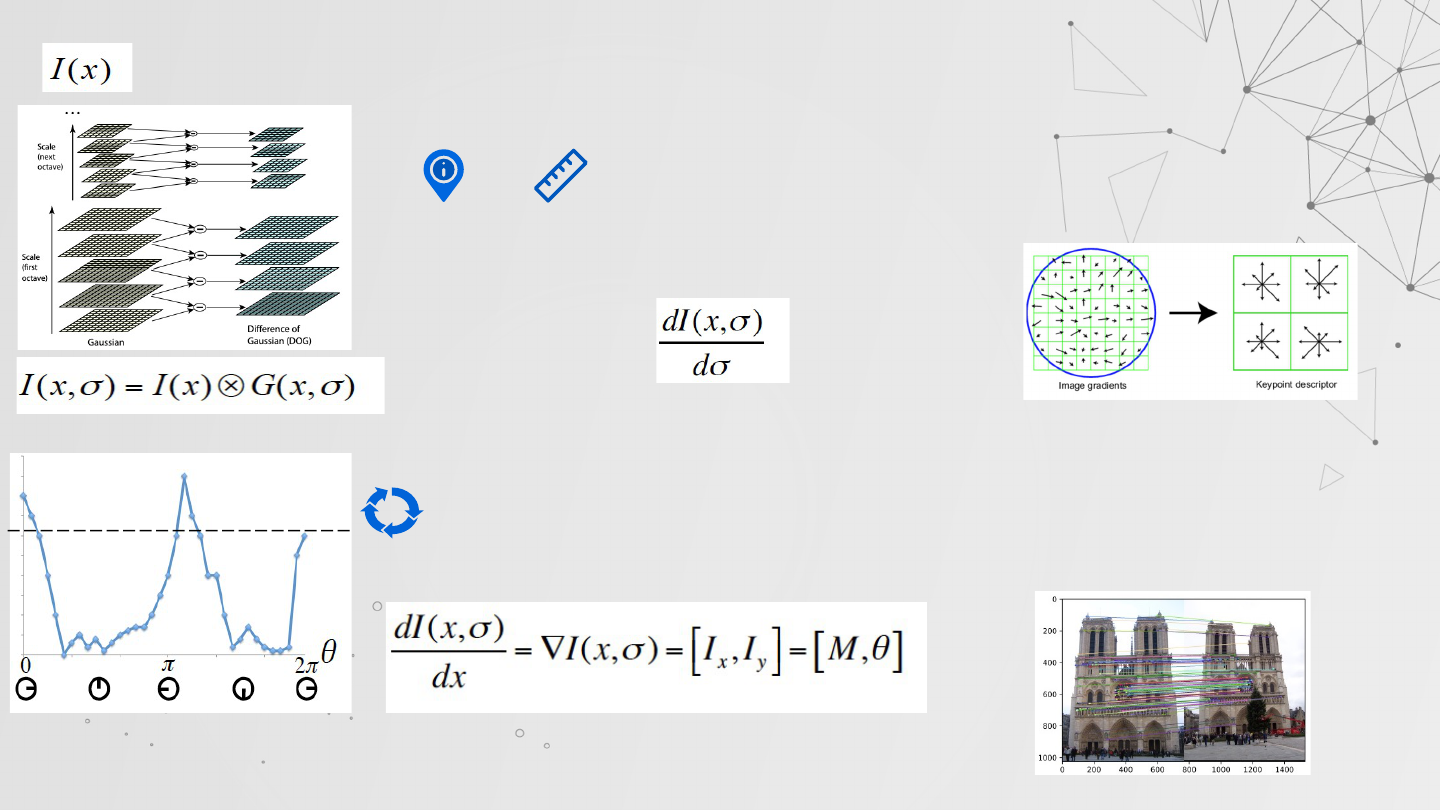 I(x)
...
Scale
(next
octave)
Scale
(first
octave)
Gaussian
Difference of
Gaussian (DOG)
I(x,σ) = I(x)⊗G(x,σ)
dI(x,σ)
dσ
Image gradients
Keypoint descriptor
0
π
2π
θ
dI(x,σ)
dx
= ∇I(x,σ)=[I_x,I_y]=[M,θ]
0
200
400
600
800
1000
0 200 400 600 800 1000 1200 1400